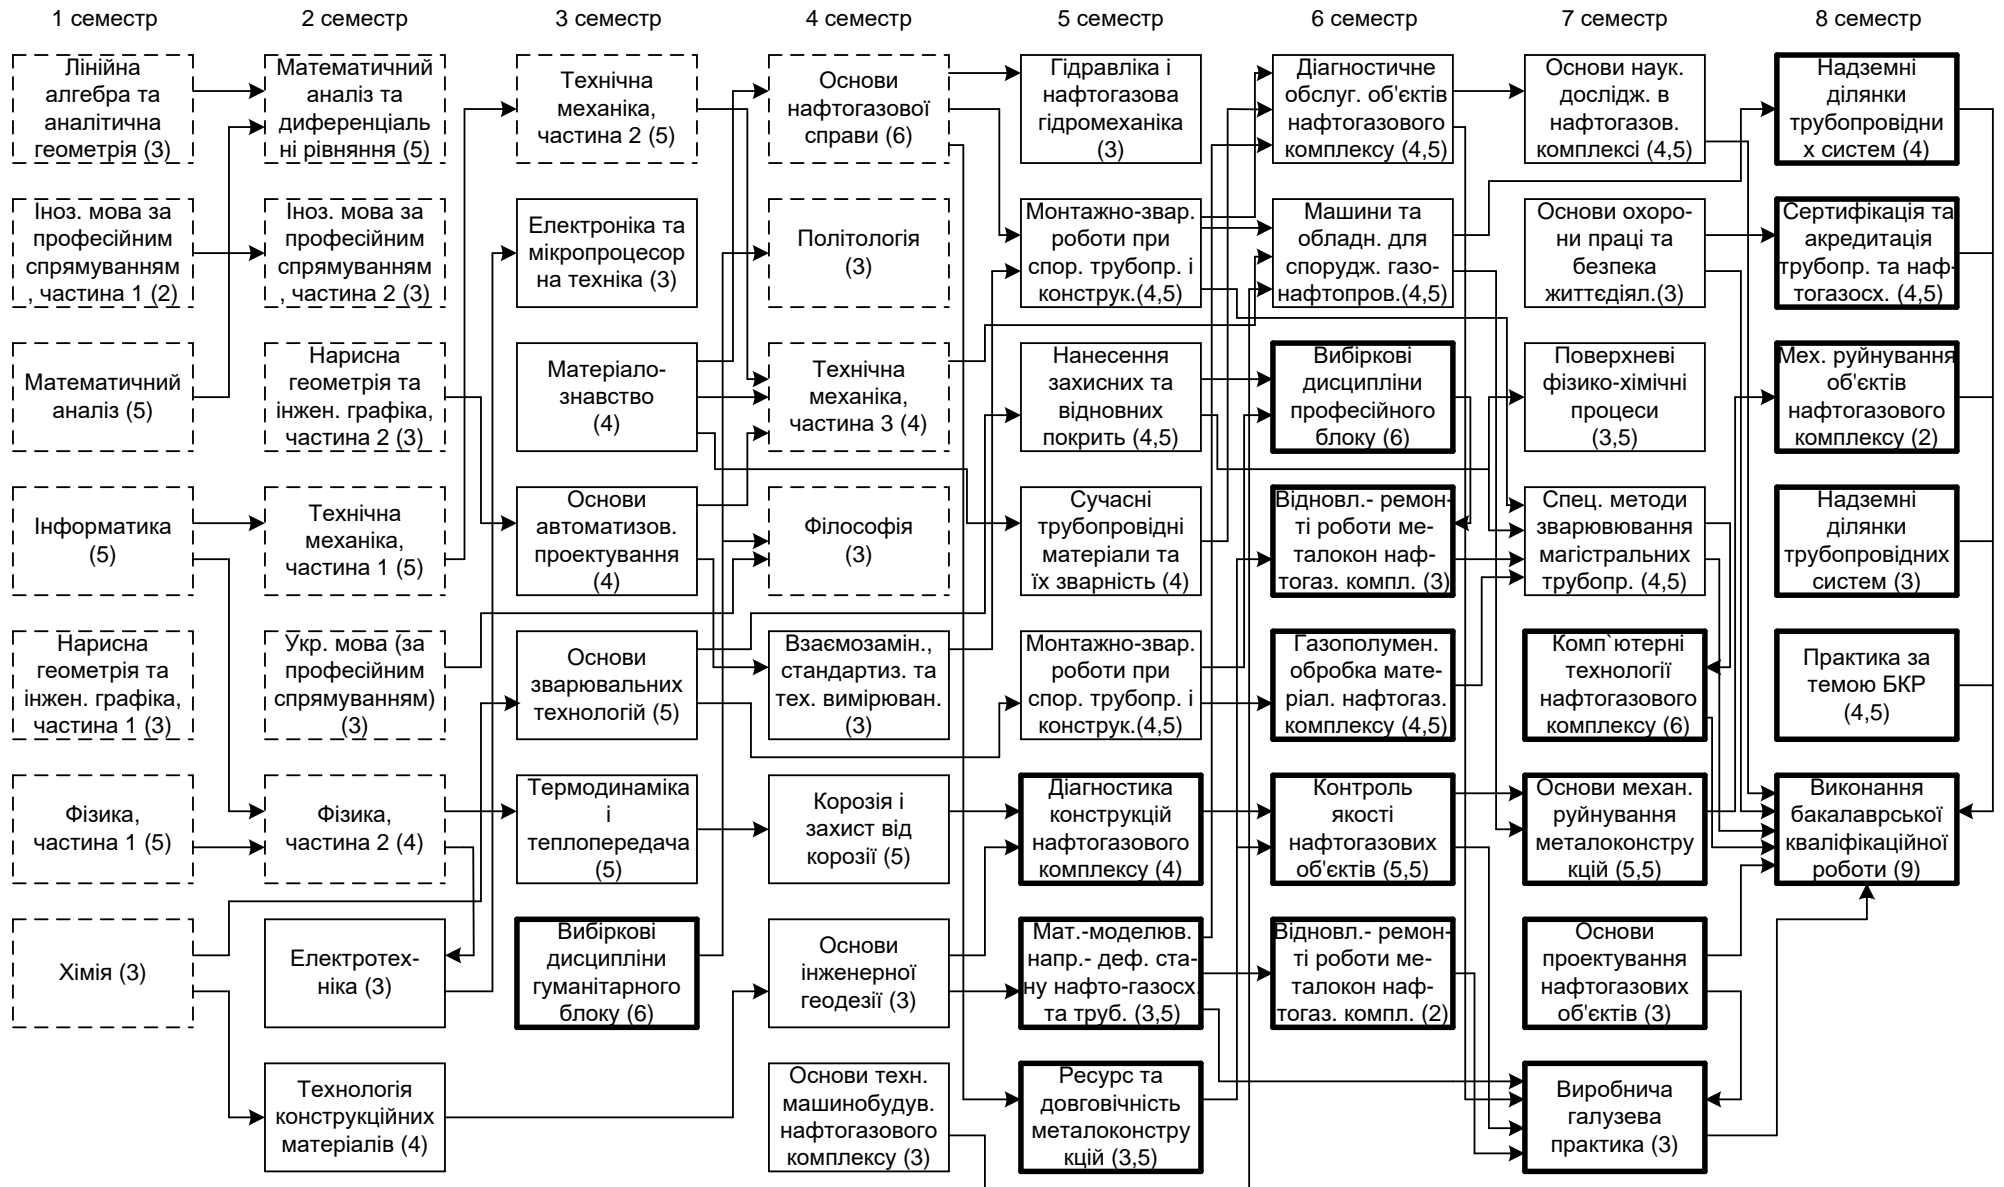 1 семестр
2 семестр
3 семестр
4 семестр
5 семестр
6 семестр
7 семестр
8 семестр
Лінійна
алгебра та
аналітична
геометрія (3)
Іноз. мова за
професійним
спрямуванням
, частина 1 (2)
Математичний
аналіз (5)
Інформатика
(5)
Нарисна
геометрія та
інжен. графіка,
частина 1 (3)
Фізика,
частина 1 (5)
Хімія (3)
Математичний
аналіз та
диференціаль
ні рівняння (5)
Іноз. мова за
професійним
спрямуванням
, частина 2 (3)
Нарисна
геометрія та
інжен. графіка,
частина 2 (3)
Технічна
механіка,
частина 1 (5)
Укр. мова (за
професійним
спрямуванням)
(3)
Фізика,
частина 2 (4)
Електротех-
ніка (3)
Технологія
конструкційних
матеріалів (4)
Технічна
механіка,
частина 2 (5)
Електроніка та
мікропроцесор
на техніка (3)
Матеріало-
знавство
(4)
Основи
автоматизов.
проектування
(4)
Основи
зварювальних
технологій (5)
Термодинаміка
і
теплопередача
(5)
Вибіркові
дисципліни
гуманітарного
блоку (6)
Основи
нафтогазової
справи (6)
Політологія
(3)
Технічна
механіка,
частина 3 (4)
Філософія
(3)
Взаємозамін.,
стандартиз. та
тех. вимірюван.
(3)
Корозія і
захист від
корозії (5)
Основи
інженерної
геодезії (3)
Основи техн.
машинобудув.
нафтогазового
комплексу (3)
Гідравліка і
нафтогазова
гідромеханіка
(3)
Монтажно-звар.
роботи при
спор. трубопр. і
конструк.(4,5)
Нанесення
захисних та
відновних
покрить (4,5)
Сучасні
трубопровідні
матеріали та
їх зварність (4)
Монтажно-звар.
роботи при
спор. трубопр. і
конструк.(4,5)
Діагностика
конструкцій
нафтогазового
комплексу (4)
Мат.-моделюв.
напр.- деф. ста-
ну нафто-газосх.
та труб. (3,5)
Ресурс та
довговічність
металоконстру
кцій (3,5)
Діагностичне
обслуг. об'єктів
нафтогазового
комплексу (4,5)
Машини та
обладн. для
споруд. газо-
нафтопров.(4,5)
Вибіркові
дисципліни
професійного
блоку (6)
Відновл.- ремон-
ті роботи ме-
талокон наф-
тогаз. компл. (3)
Газополумен.
обробка мате-
ріал. нафтогаз.
комплексу (4,5)
Контроль
якості
нафтогазових
об'єктів (5,5)
Відновл.- ремон-
ті роботи ме-
талокон наф-
тогаз. компл. (2)
Основи наук.
дослідж. в
нафтогазов.
комплексі (4,5)
Основи охоро-
ни праці та
безпека
життєдіял.(3)
Поверхневі
фізико-хімічні
процеси
(3,5)
Спец. методи
зварювювання
магістральних
трубопр. (4,5)
Комп`ютерні
технології
нафтогазового
комплексу (6)
Основи механ.
руйнування
металоконстру
кцій (5,5)
Основи
проектування
нафтогазових
об'єктів (3)
Виробнича
галузева
практика (3)
Надземні
ділянки
трубопровідни
х систем (4)
Сертифікація та
акредитація
трубопр. та наф-
тогазосх. (4,5)
Мех. руйнування
об'єктів
нафтогазового
комплексу (2)
Надземні
ділянки
трубопровідних
систем (3)
Практика за
темою БКР
(4,5)
Виконання
бакалаврської
кваліфікаційної
роботи (9)